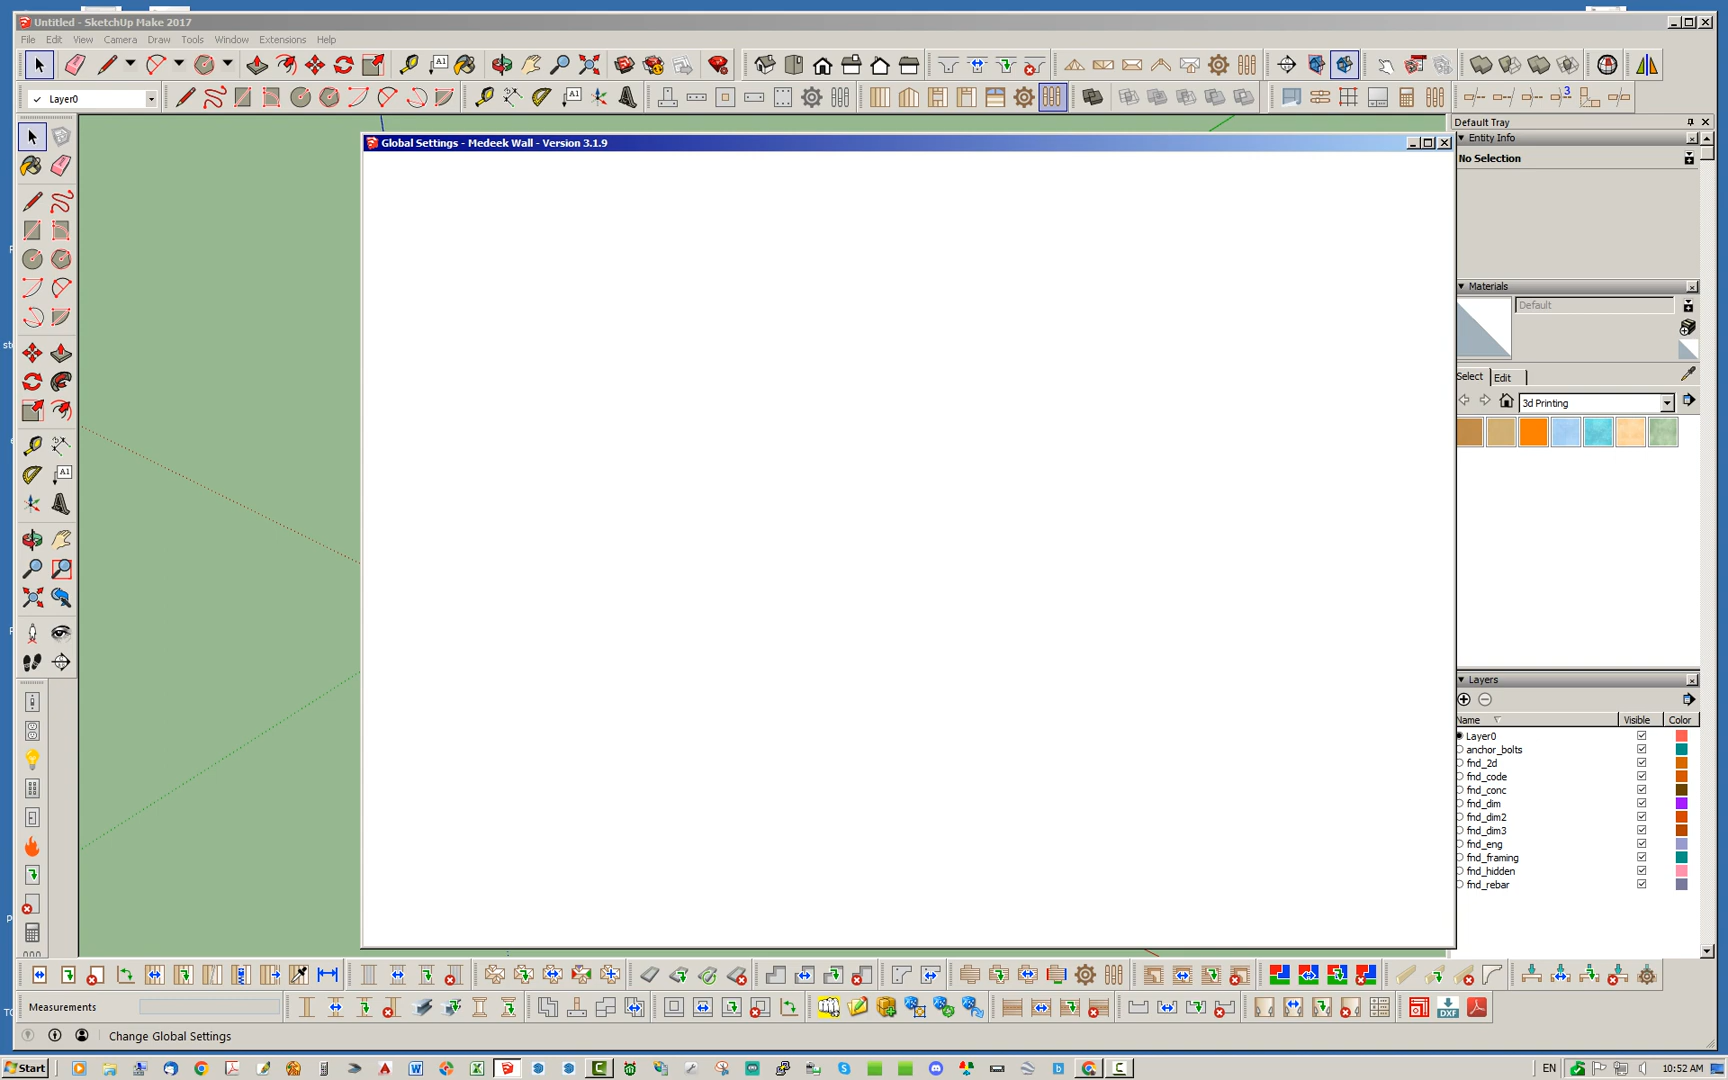 Untitled - SketchUp Make 2017
File Edit View Camera Draw Tools Window Extensions Help
Layer0
3
Global Settings - Medeek Wall - Version 3.1.9
Default Tray
Entity Info
No Selection
Materials
Default
Select Edit
3d Printing
Layers
Name Visible Color
Layer0
anchor_bolts
fnd_2d
fnd_code
fnd_conc
fnd_dim
fnd_dim2
fnd_dim3
fnd_eng
fnd_framing
fnd_hidden
fnd_rebar
Measurements
DXF
Change Global Settings
Start
EN
10:52 AM